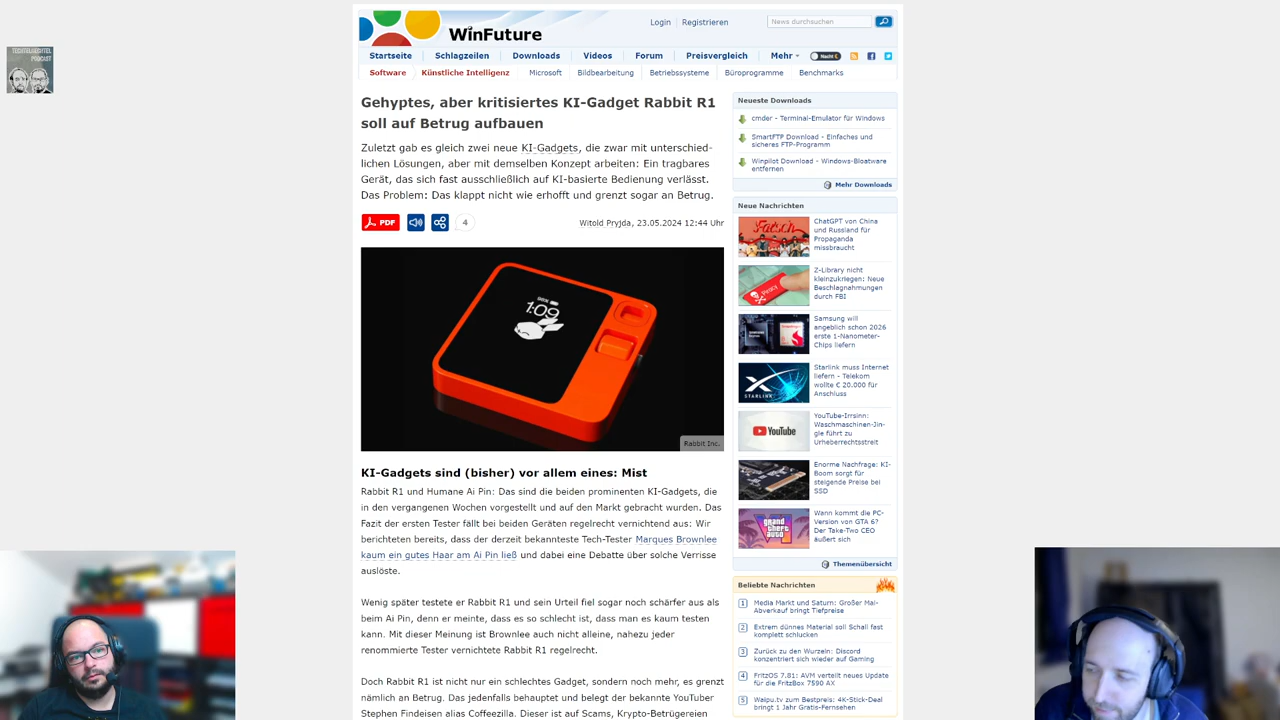 TECHTELMECHTEL
PODCAST
WinFuture
Login
Registrieren
News durchsuchen
Startseite
Schlagzeilen
Downloads
Videos
Forum
Preisvergleich
Mehr
Nacht
Software
Künstliche Intelligenz
Microsoft
Bildbearbeitung
Betriebssysteme
Büroprogramme
Benchmarks
Gehyptes, aber kritisiertes KI-Gadget Rabbit R1
soll auf Betrug aufbauen
Zuletzt gab es gleich zwei neue KI-Gadgets, die zwar mit unterschied-
lichen Lösungen, aber mit demselben Konzept arbeiten: Ein tragbares
Gerät, das sich fast ausschließlich auf KI-basierte Bedienung verlässt.
Das Problem: Das klappt nicht wie erhofft und grenzt sogar an Betrug.
PDF
4
Witold Pryjda, 23.05.2024 12:44 Uhr
1:09
Rabbit Inc.
KI-Gadgets sind (bisher) vor allem eines: Mist
Rabbit R1 und Humane Ai Pin: Das sind die beiden prominenten KI-Gadgets, die
in den vergangenen Wochen vorgestellt und auf den Markt gebracht wurden. Das
Fazit der ersten Tester fällt bei beiden Geräten regelrecht vernichtend aus: Wir
berichteten bereits, dass der derzeit bekannteste Tech-Tester Marques Brownlee
kaum ein gutes Haar am Ai Pin ließ und dabei eine Debatte über solche Verrisse
auslöste.
Wenig später testete er Rabbit R1 und sein Urteil fiel sogar noch schärfer aus als
beim Ai Pin, denn er meinte, dass es so schlecht ist, dass man es kaum testen
kann. Mit dieser Meinung ist Brownlee auch nicht alleine, nahezu jeder
renommierte Tester vernichtete Rabbit R1 regelrecht.
Doch Rabbit R1 ist nicht nur ein schlechtes Gadget, sondern noch mehr, es grenzt
nämlich an Betrug. Das jedenfalls behauptet und belegt der bekannte YouTuber
Stephen Findeisen alias Coffeezilla. Dieser ist auf Scams, Krypto-Betrügereien
Neueste Downloads
cmder - Terminal-Emulator für Windows
SmartFTP Download - Einfaches und
sicheres FTP-Programm
Winpilot Download - Windows-Bloatware
entfernen
Mehr Downloads
Neue Nachrichten
ChatGPT von China
und Russland für
Propaganda
missbraucht
Z-Library nicht
kleinzukriegen: Neue
Beschlagnahmungen
durch FBI
Samsung will
angeblich schon 2026
erste 1-Nanometer-
Chips liefern
STARLINK
Starlink muss Internet
liefern - Telekom
wollte € 20.000 für
Anschluss
YouTube
YouTube-Irrsinn:
Waschmaschinen-Jin-
gle führt zu
Urheberrechtsstreit
Enorme Nachfrage: KI-
Boom sorgt für
steigende Preise bei
SSD
grand theft auto
VI
Wann kommt die PC-
Version von GTA 6?
Der Take-Two CEO
äußert sich
Themenübersicht
Beliebte Nachrichten
1 Media Markt und Saturn: Großer Mai-
Abverkauf bringt Tiefpreise
2 Extrem dünnes Material soll Schall fast
komplett schlucken
3 Zurück zu den Wurzeln: Discord
konzentriert sich wieder auf Gaming
4 FritzOS 7.81: AVM verteilt neues Update
für die FritzBox 7590 AX
5 Waipu.tv zum Bestpreis: 4K-Stick-Deal
bringt 1 Jahr Gratis-Fernsehen